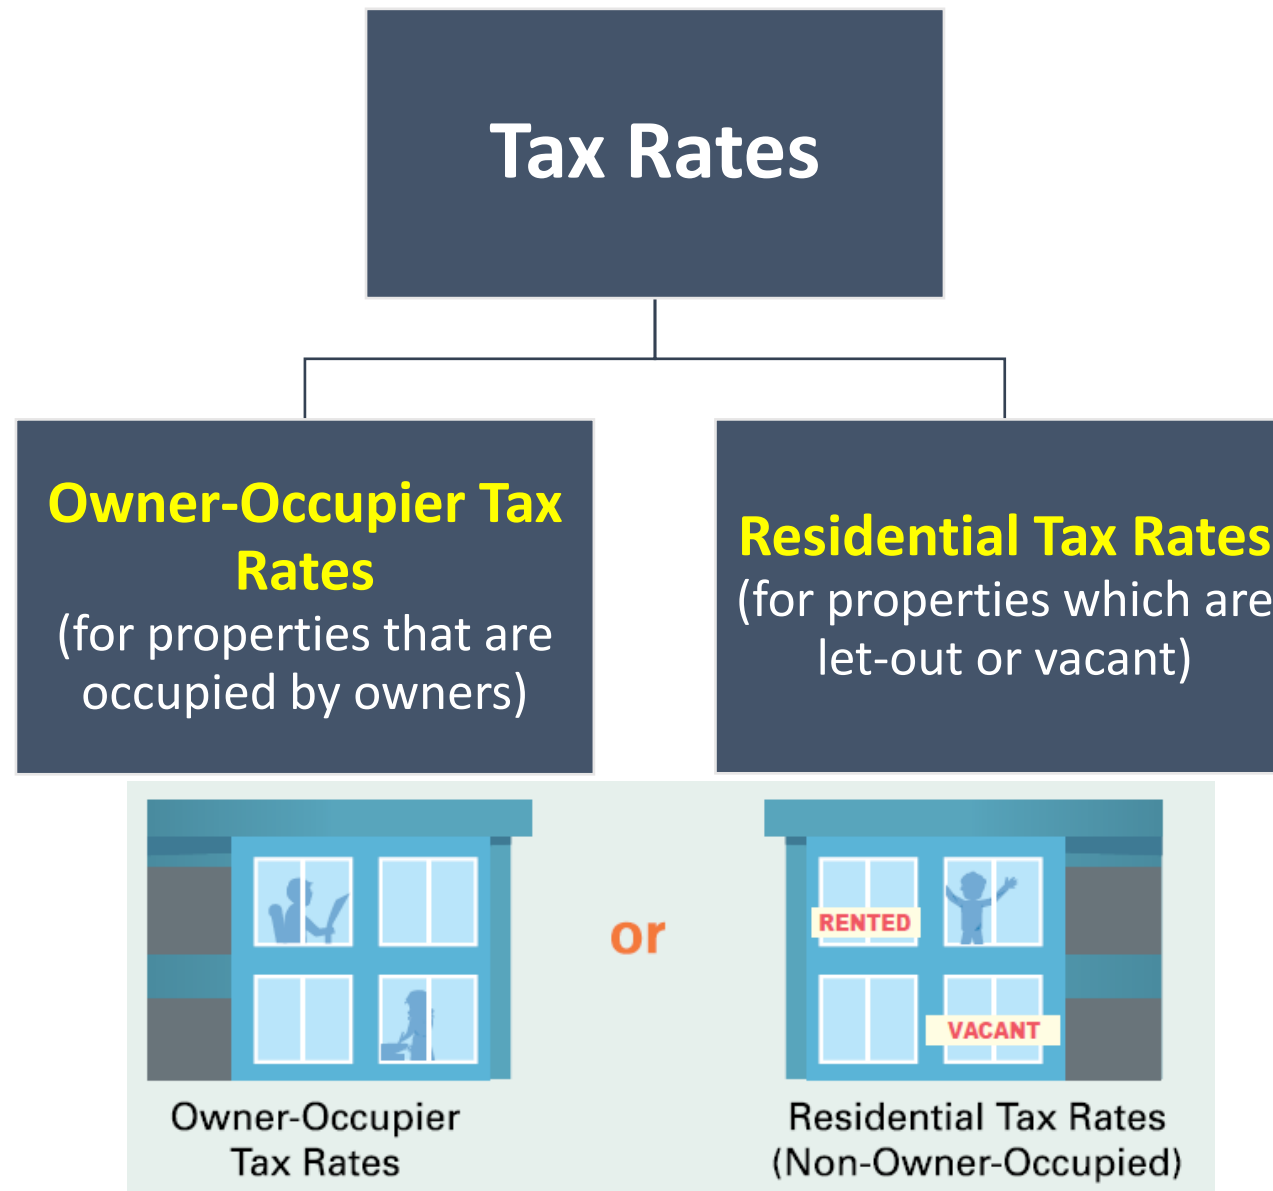 Tax Rates
Owner-Occupier Tax
Rates
(for properties that are
occupied by owners)
Residential Tax Rates
(for properties which are
let-out or vacant)
RENTED
VACANT
or
Owner-Occupier
Tax Rates
Residential Tax Rates
(Non-Owner-Occupied)